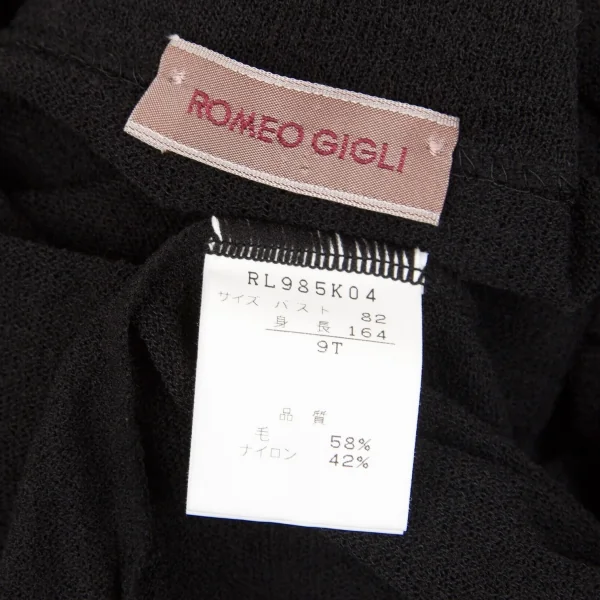 ROMEO GIGLI
RL985K04
サイズ バスト 82
身長 164
9T
品質
毛 58%
ナイロン 42%